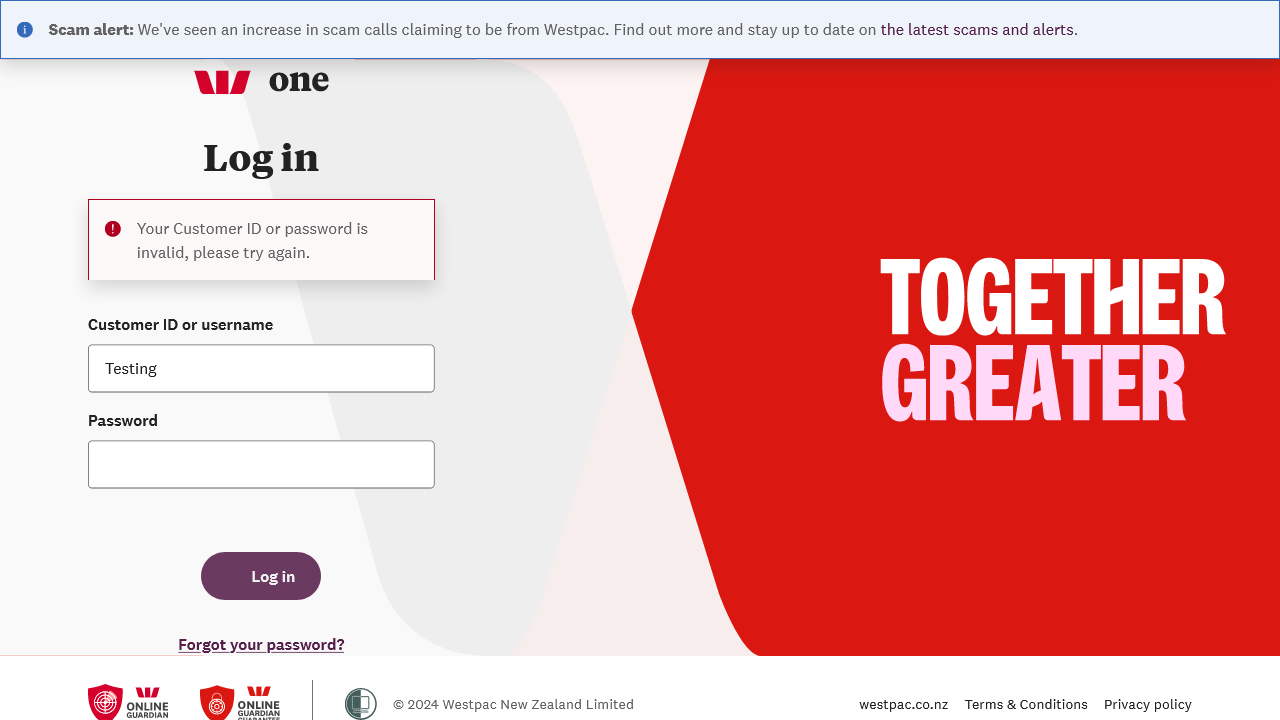 Scam alert: We've seen an increase in scam calls claiming to be from Westpac. Find out more and stay up to date on the latest scams and alerts.
one
Log in
Your Customer ID or password is
invalid, please try again.
Customer ID or username
Testing
Password
Log in
Forgot your password?
TOGETHER
GREATER
ONLINE
GUARDIAN
ONLINE
GUARDIAN
GUARANTEE
© 2024 Westpac New Zealand Limited
westpac.co.nz
Terms & Conditions
Privacy policy